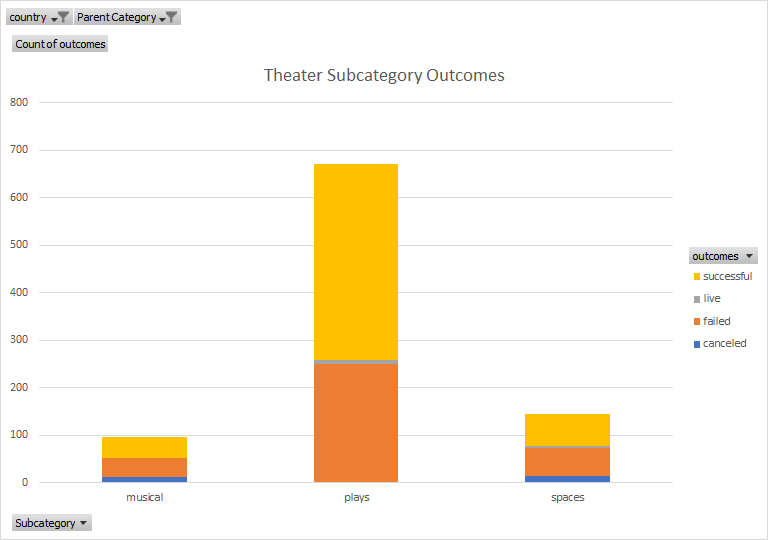 country Parent Category
Count of outcomes
Theater Subcategory Outcomes
800
700
600
500
400
300
200
100
0
musical plays spaces
outcomes
successful
live
failed
canceled
Subcategory